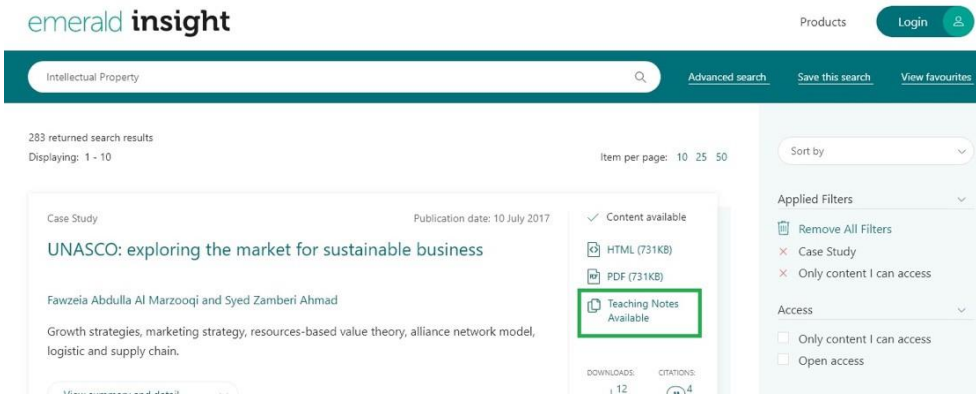 emerald insight
Products
Login
Intellectual Property
Advanced search
Save this search
View favourites
283 returned search results
Displaying: 1 - 10
Item per page: 10 25 50
Sort by
Case Study
Publication date: 10 July 2017
UNASCO: exploring the market for sustainable business
Fawzeia Abdulla Al Marzooqi and Syed Zamberi Ahmad
Growth strategies, marketing strategy, resources-based value theory, alliance network model,
logistic and supply chain.
View summary and detail
Content available
HTML (731KB)
PDF (731KB)
Teaching Notes
Available
DOWNLOADS: CITATIONS:
12 4
Applied Filters
Remove All Filters
Case Study
Only content I can access
Access
Only content I can access
Open access